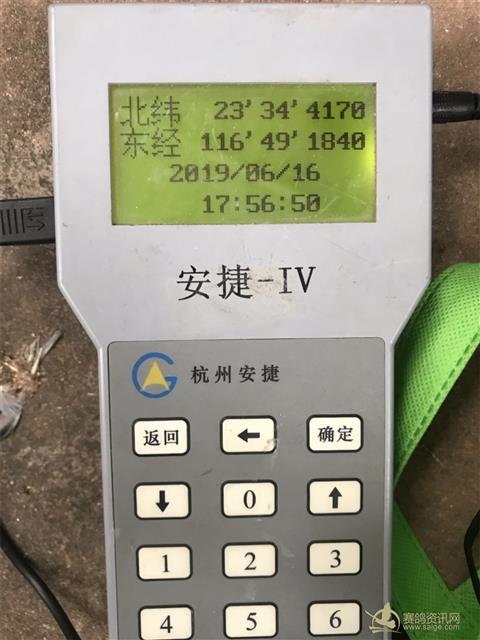 北纬 23' 34' 4170
东经 116' 49' 1840
2019/06/16
17:56:50
安捷-IV
杭州安捷
返回 ← 确定
↓ 0 ↑
1 2 3
4 5 6
赛鸽资讯网
www.saige.com